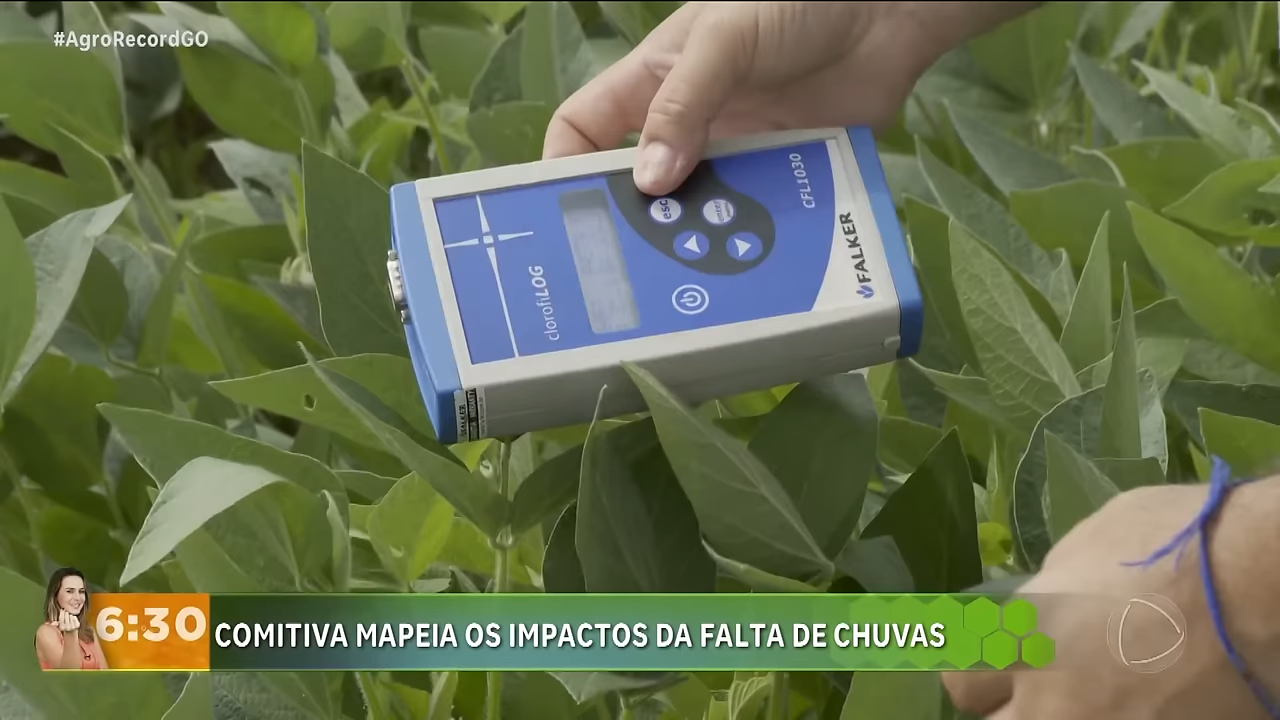 #AgroRecordGO
esc
enter
CFL1030
clorofiLOG
FALKER
6:30
COMITIVA MAPEIA OS IMPACTOS DA FALTA DE CHUVAS